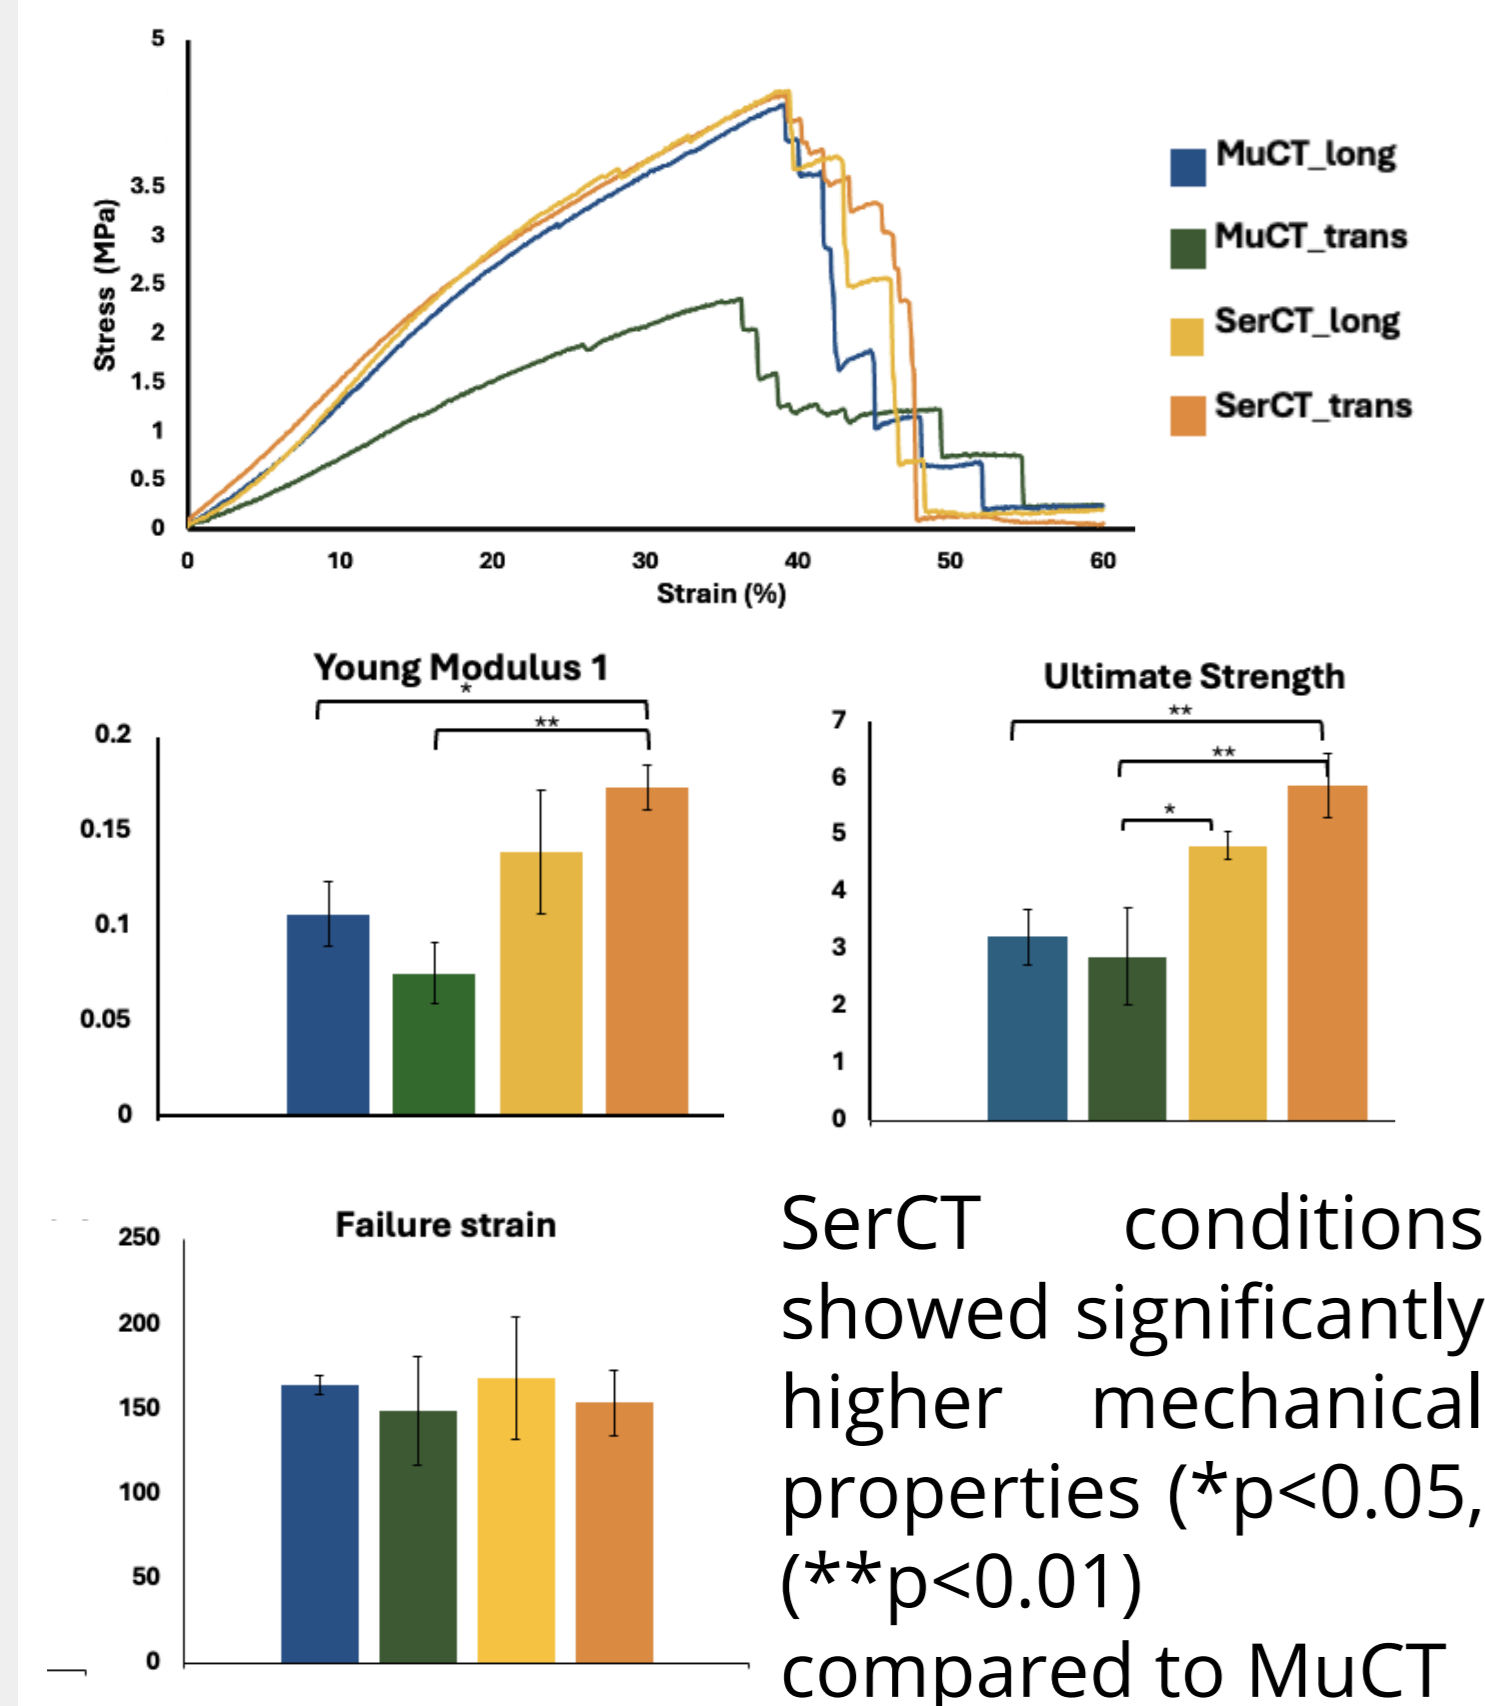 5
3.5
3
2.5
2
1.5
1
0.5
0
Stress (MPa)
0 10 20 30 40 50 60
Strain (%)
MuCT_long
MuCT_trans
SerCT_long
SerCT_trans
Young Modulus 1
*
**
0.2
0.15
0.1
0.05
0
Ultimate Strength
**
**
*
7
6
5
4
3
2
1
0
Failure strain
250
200
150
100
50
0
SerCT conditions
showed significantly
higher mechanical
properties (*p<0.05,
(**p<0.01)
compared to MuCT